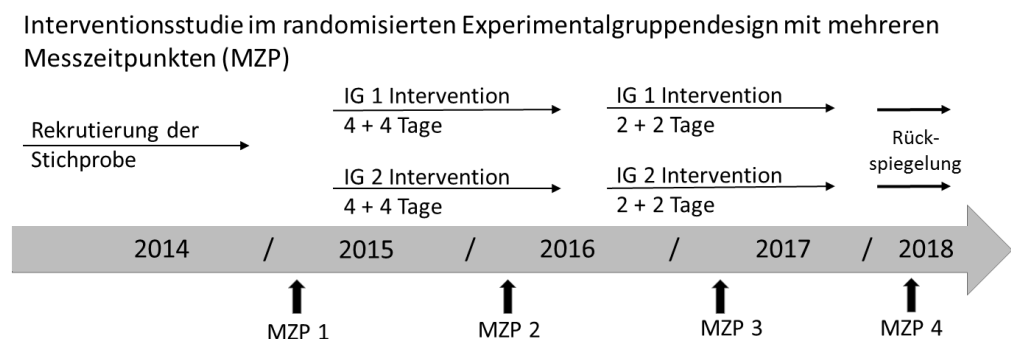 Interventionsstudie im randomisierten Experimentalgruppendesign mit mehreren
Messzeitpunkten (MZP)
Rekrutierung der
Stichprobe
IG 1 Intervention
4 + 4 Tage
IG 1 Intervention
2 + 2 Tage
Rück-
spiegelung
IG 2 Intervention
4 + 4 Tage
IG 2 Intervention
2 + 2 Tage
2014 / 2015 / 2016 / 2017 / 2018
MZP 1 MZP 2 MZP 3 MZP 4